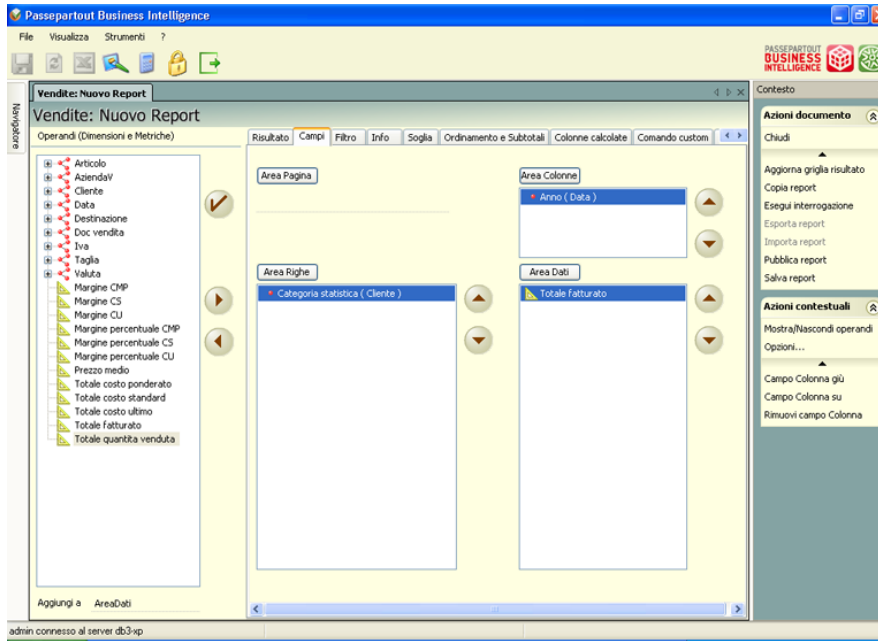 Passepartout Business Intelligence
File Visualizza Strumenti ?
PASSEPARTOUT
BUSINESS
INTELLIGENCE
Navigatore
Vendite: Nuovo Report
Contesto
Vendite: Nuovo Report
Operandi (Dimensioni e Metriche)
Risultato Campi Filtro Info Soglia Ordinamento e Subtotali Colonne calcolate Comando custom
Articolo
AziendaV
Cliente
Data
Destinazione
Doc vendita
Iva
Taglia
Valuta
Margine CMP
Margine CS
Margine CU
Margine percentuale CMP
Margine percentuale CS
Margine percentuale CU
Prezzo medio
Totale costo ponderato
Totale costo standard
Totale costo ultimo
Totale fatturato
Totale quantita venduta
Aggiungi a AreaDati
Area Pagina
Area Colonne
Anno ( Data )
Area Righe
Categoria statistica ( Cliente )
Area Dati
Totale fatturato
Azioni documento
Chiudi
Aggiorna griglia risultato
Copia report
Esegui interrogazione
Esporta report
Importa report
Pubblica report
Salva report
Azioni contestuali
Mostra/Nascondi operandi
Opzioni...
Campo Colonna giù
Campo Colonna su
Rimuovi campo Colonna
admin connesso al server db3-xp